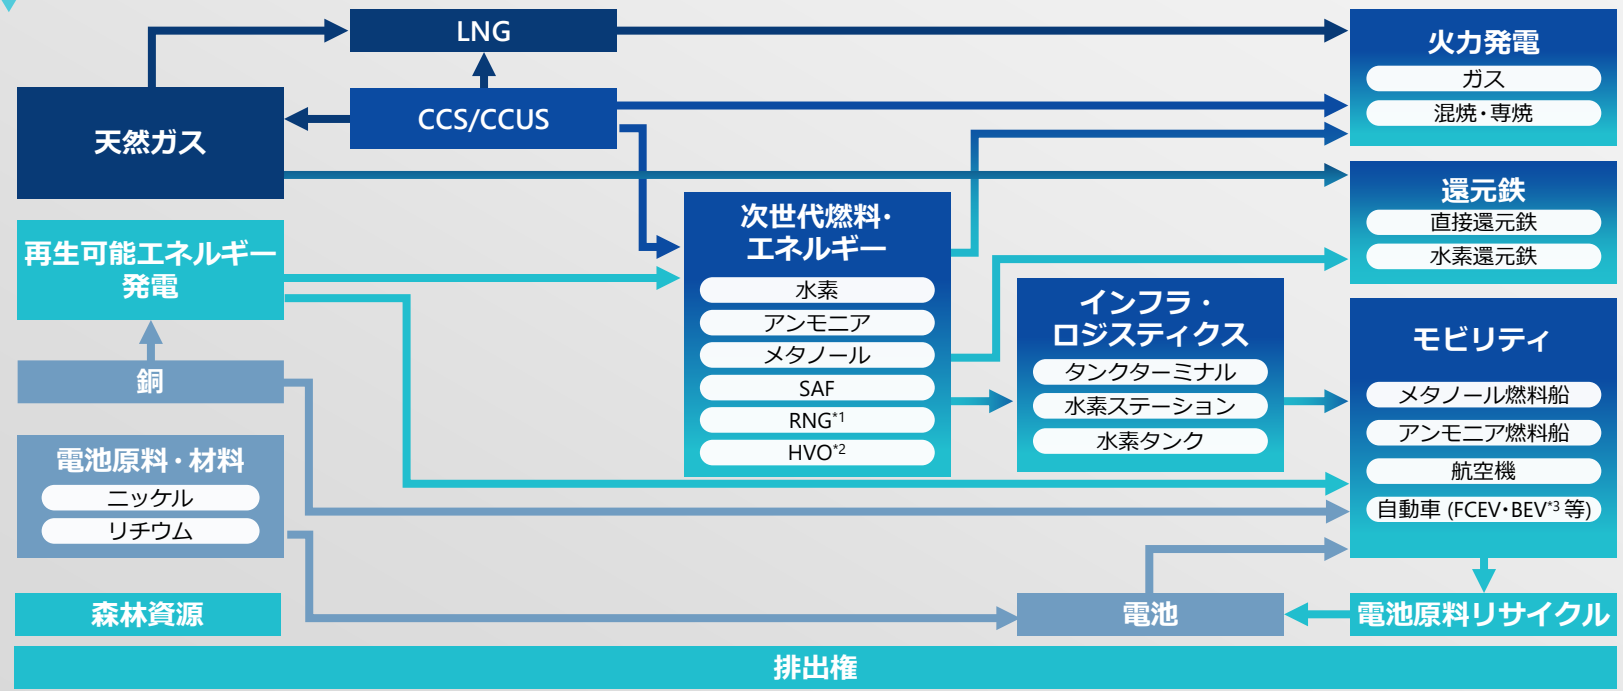 LNG
CCS/CCUS
天然ガス
再生可能エネルギー
発電
銅
電池原料・材料
ニッケル
リチウム
森林資源
次世代燃料・
エネルギー
水素
アンモニア
メタノール
SAF
RNG*1
HVO*2
インフラ・
ロジスティクス
タンクターミナル
水素ステーション
水素タンク
電池
火力発電
ガス
混焼・専焼
還元鉄
直接還元鉄
水素還元鉄
モビリティ
メタノール燃料船
アンモニア燃料船
航空機
自動車 (FCEV・BEV*3 等)
電池原料リサイクル
排出権